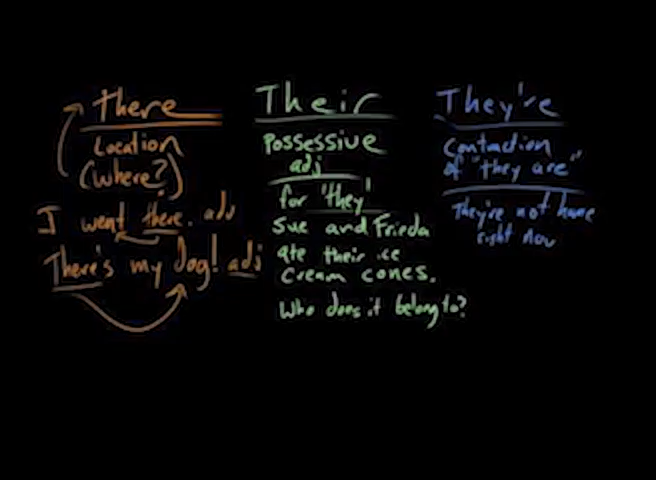 There
Location
(where?)
I went there. adv
There's my dog! adj
Their
Possessive
adj
for "they"
Sue and Frieda
ate their ice
cream cones.
Who does it belong to?
They're
Contraction
of "they are"
They're not home
right now